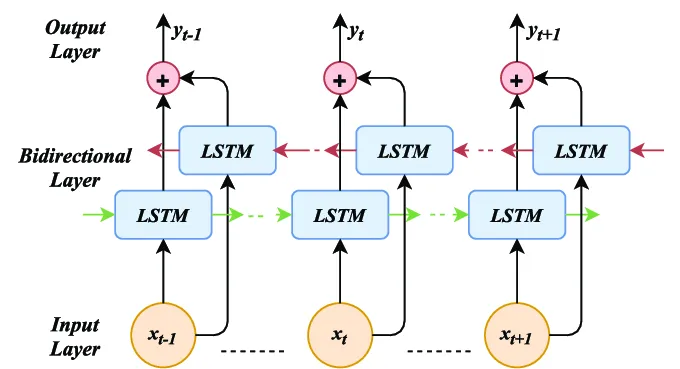 Output
Layer
y_{t-1}
y_t
y_{t+1}
+
+
+
Bidirectional
Layer
LSTM
LSTM
LSTM
LSTM
LSTM
LSTM
Input
Layer
x_{t-1}
x_t
x_{t+1}